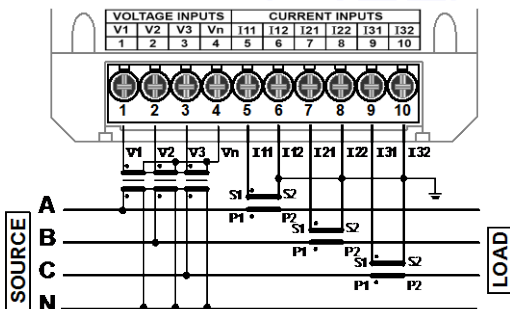 VOLTAGE INPUTS CURRENT INPUTS
V1 V2 V3 Vn I11 I12 I21 I22 I31 I32
1 2 3 4 5 6 7 8 9 10
1 2 3 4 5 6 7 8 9 10
V1 V2 V3 Vn I11 I12 I21 I22 I31 I32
S1 S2
A
P1 P2
S1 S2
B
P1 P2
S1 S2
C
P1 P2
N
SOURCE
LOAD